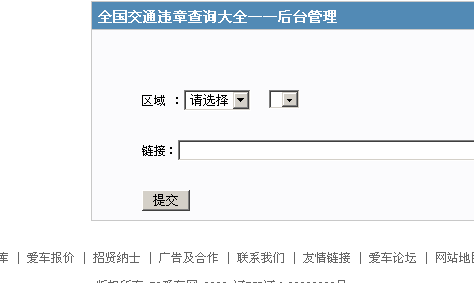 全国交通违章查询大全——后台管理
区域 ： 请选择
链接：
提交
库 | 爱车报价 | 招贤纳士 | 广告及合作 | 联系我们 | 友情链接 | 爱车论坛 | 网站地图